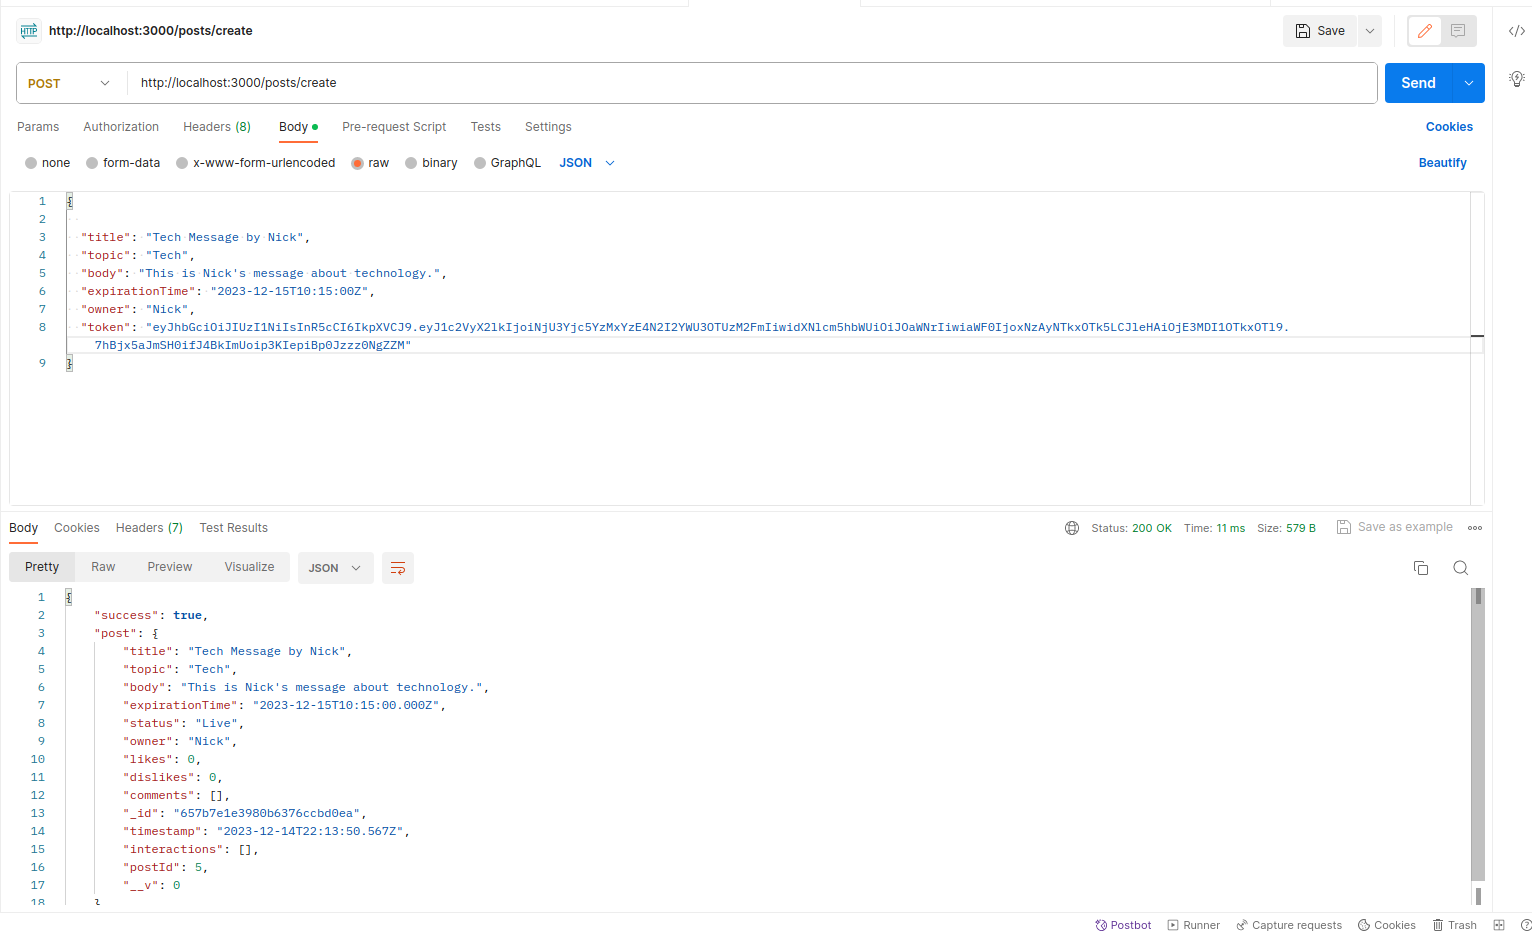 HTTP http://localhost:3000/posts/create Save
POST http://localhost:3000/posts/create Send
Params Authorization Headers (8) Body Pre-request Script Tests Settings Cookies
none form-data x-www-form-urlencoded raw binary GraphQL JSON Beautify
1 {
2
3 "title": "Tech Message by Nick",
4 "topic": "Tech",
5 "body": "This is Nick's message about technology.",
6 "expirationTime": "2023-12-15T10:15:00Z",
7 "owner": "Nick",
8 "token": "eyJhbGciOiJIUzI1NiIsInR5cCI6IkpXVCJ9.eyJ1c2VyX2lkIjoiNjU3Yjc5YzMxYzE4N2I2YWU3OTUzM2FmIiwidXNlcm5hbWUiOiJOaWNrIiwiaWF0IjoxNzAyNTkxOTk5LCJleHAiOjE3MDI1OTkxOTl9.
7hBjx5aJmSH0ifJ4BkImUoip3KIepiBp0Jzzz0NgZZM"
9 }
Body Cookies Headers (7) Test Results Status: 200 OK Time: 11 ms Size: 579 B Save as example
Pretty Raw Preview Visualize JSON
1 {
2 "success": true,
3 "post": {
4 "title": "Tech Message by Nick",
5 "topic": "Tech",
6 "body": "This is Nick's message about technology.",
7 "expirationTime": "2023-12-15T10:15:00.000Z",
8 "status": "Live",
9 "owner": "Nick",
10 "likes": 0,
11 "dislikes": 0,
12 "comments": [],
13 "_id": "657b7e1e3980b6376ccbd0ea",
14 "timestamp": "2023-12-14T22:13:50.567Z",
15 "interactions": [],
16 "postId": 5,
17 "__v": 0
18 }
Postbot Runner Capture requests Cookies Trash